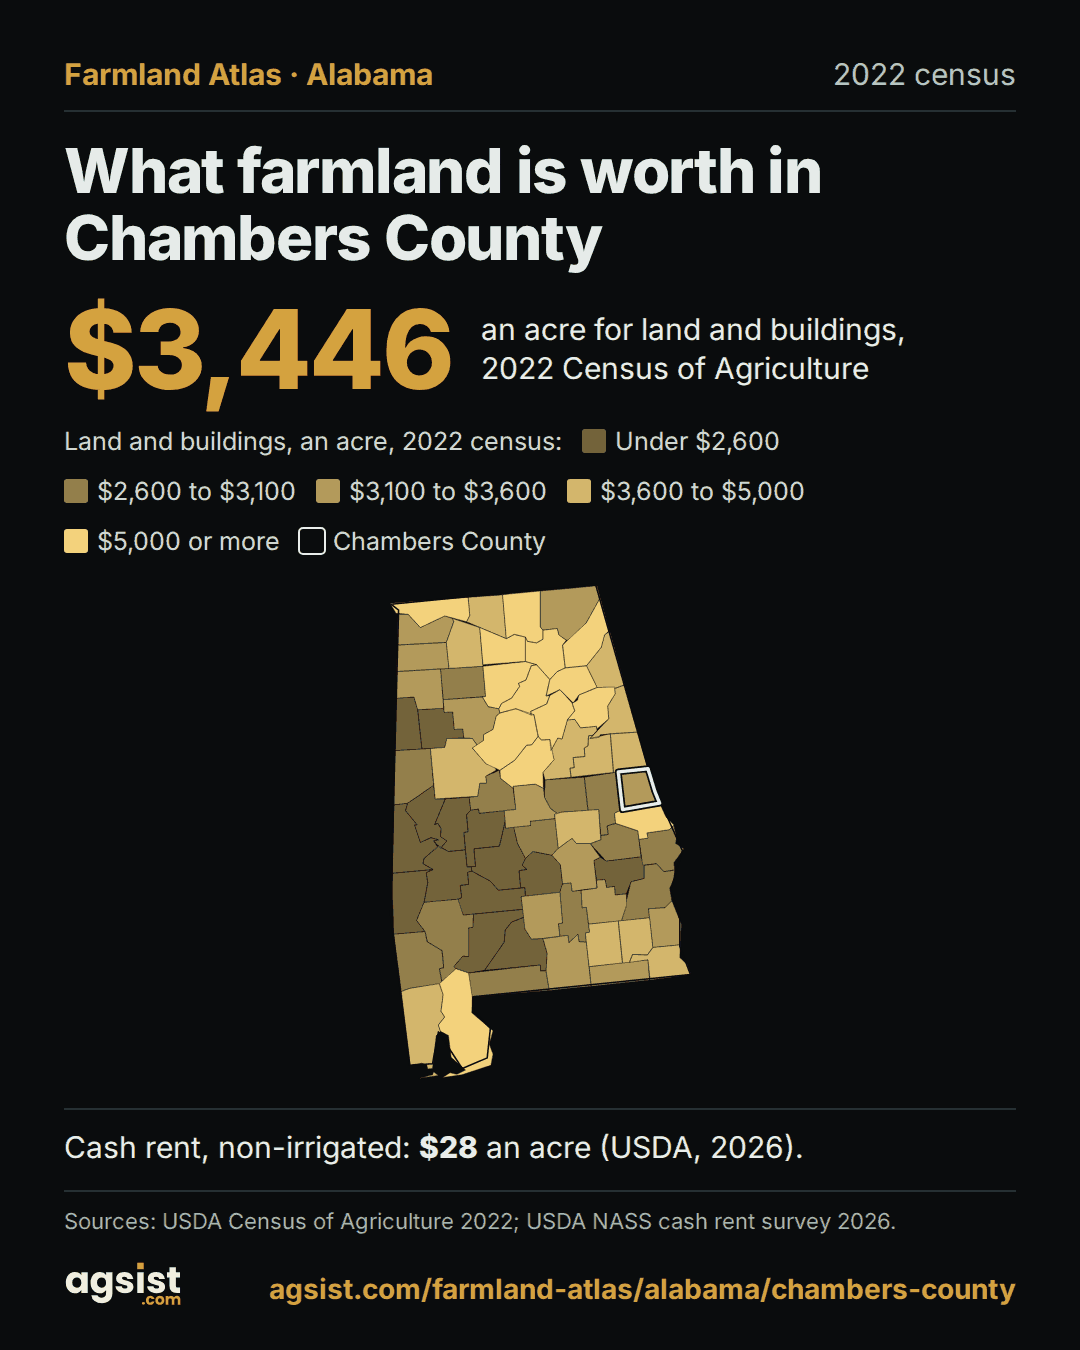 Farmland Atlas · Alabama
2022 census
What farmland is worth in
Chambers County
$3,446
an acre for land and buildings,
2022 Census of Agriculture
Land and buildings, an acre, 2022 census: Under $2,600
$2,600 to $3,100 $3,100 to $3,600 $3,600 to $5,000
$5,000 or more Chambers County
Cash rent, non-irrigated: $28 an acre (USDA, 2026).
Sources: USDA Census of Agriculture 2022; USDA NASS cash rent survey 2026.
agsist
.com
agsist.com/farmland-atlas/alabama/chambers-county